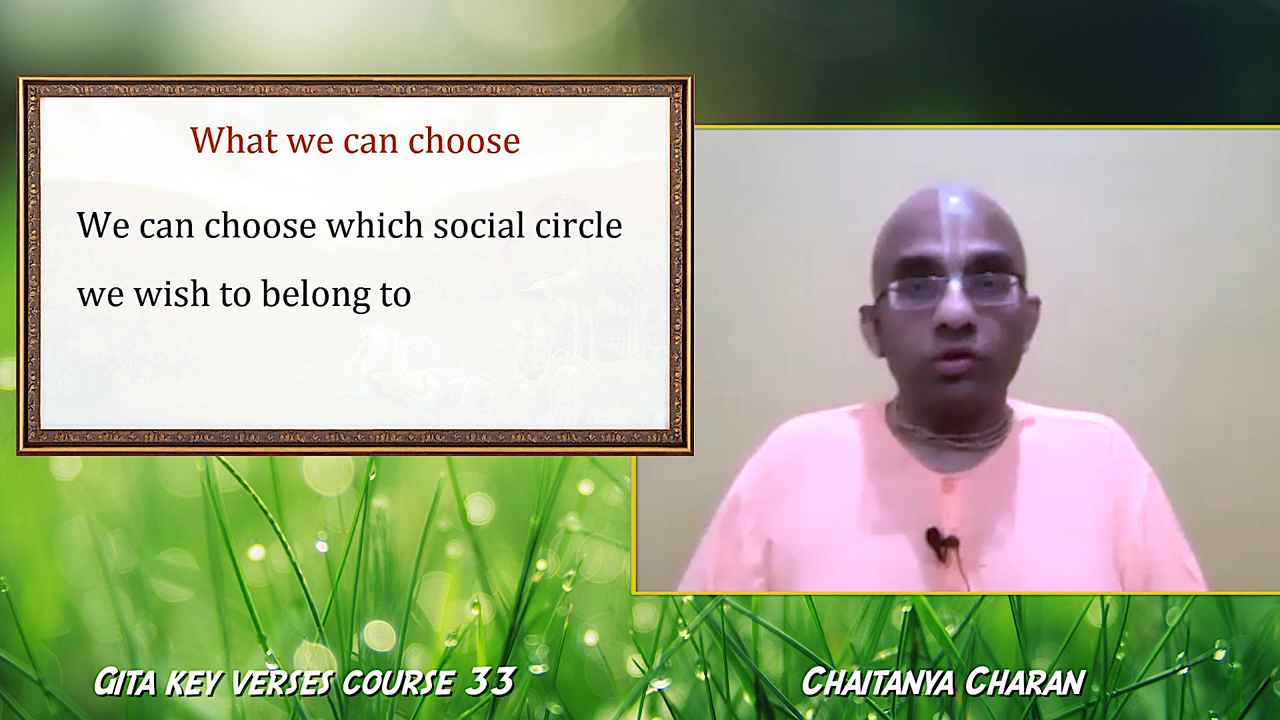 What we can choose
We can choose which social circle
we wish to belong to
GITA KEY VERSES COURSE 33
CHAITANYA CHARAN